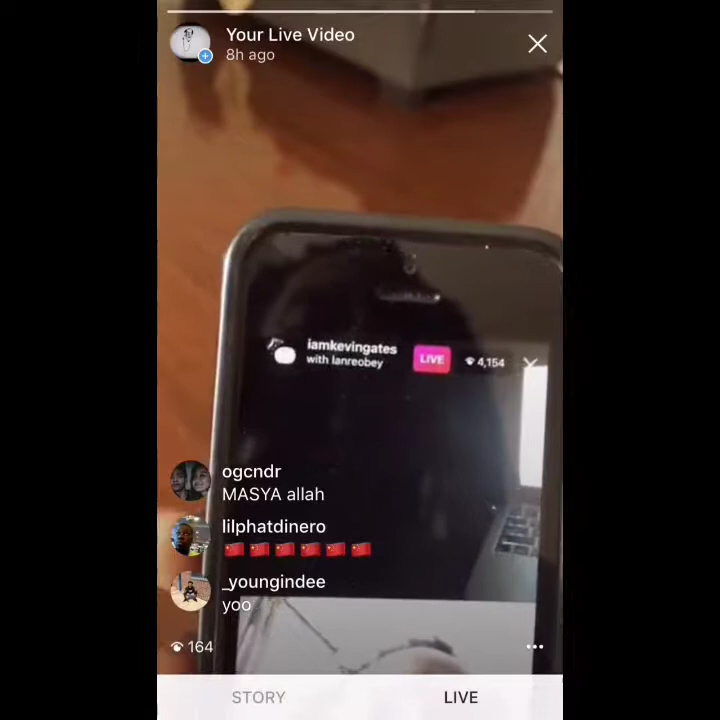 Your Live Video
8h ago
iamkevingates
with lanreobey
LIVE
4,154
ogcndr
MASYA allah
lilphatdinero
🇨🇳🇨🇳🇨🇳🇨🇳🇨🇳🇨🇳
_youngindee
yoo
164
STORY
LIVE